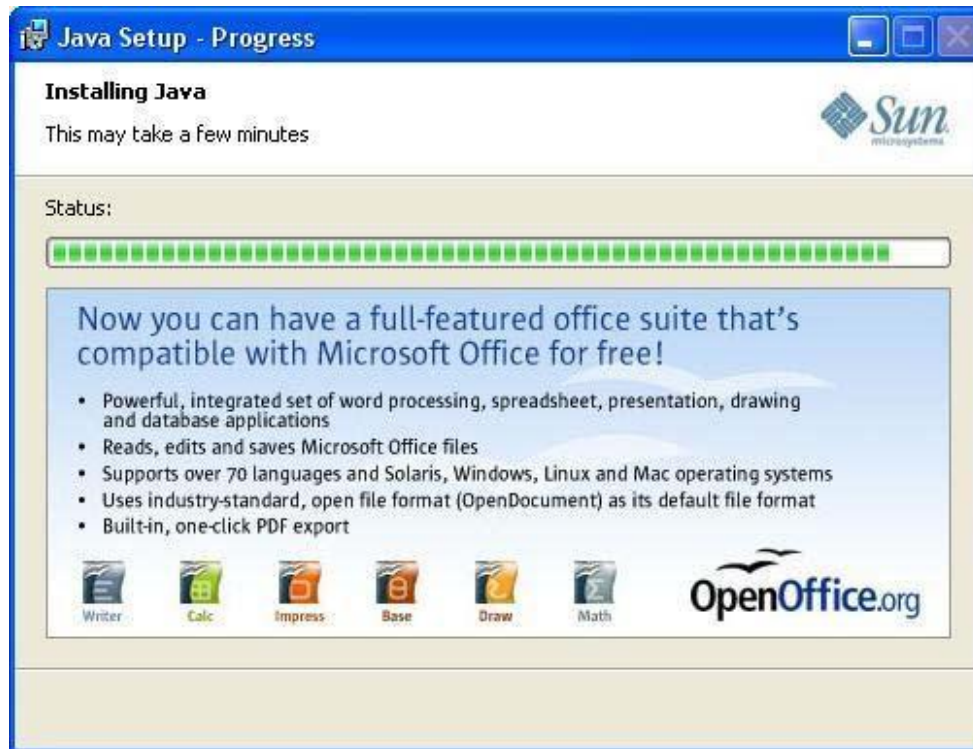 Java Setup - Progress
Installing Java
This may take a few minutes
Sun
microsystems
Status:
Now you can have a full-featured office suite that's
compatible with Microsoft Office for free!
• Powerful, integrated set of word processing, spreadsheet, presentation, drawing
and database applications
• Reads, edits and saves Microsoft Office files
• Supports over 70 languages and Solaris, Windows, Linux and Mac operating systems
• Uses industry-standard, open file format (OpenDocument) as its default file format
• Built-in, one-click PDF export
Writer Calc Impress Base Draw Math
OpenOffice.org